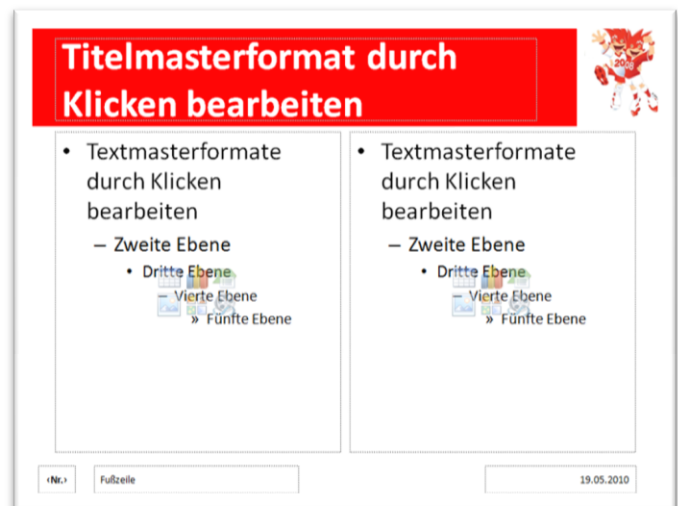 Titelmasterformat durch
Klicken bearbeiten
• Textmasterformate
durch Klicken
bearbeiten
– Zweite Ebene
• Dritte Ebene
– Vierte Ebene
» Fünfte Ebene
• Textmasterformate
durch Klicken
bearbeiten
– Zweite Ebene
• Dritte Ebene
– Vierte Ebene
» Fünfte Ebene
‹Nr.›
Fußzeile
19.05.2010